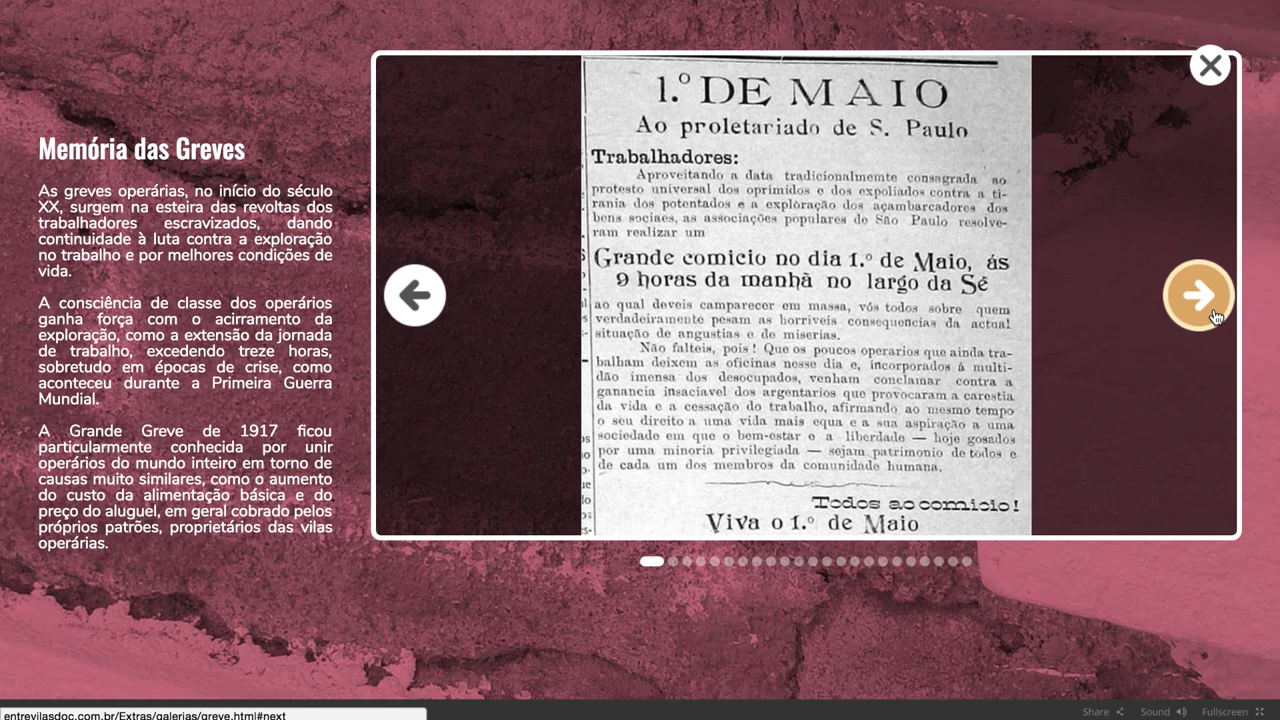 Memória das Greves
As greves operárias, no início do século
XX, surgem na esteira das revoltas dos
trabalhadores escravizados, dando
continuidade à luta contra a exploração
no trabalho e por melhores condições de
vida.
A consciência de classe dos operários
ganha força com o acirramento da
exploração, como a extensão da jornada
de trabalho, excedendo treze horas,
sobretudo em épocas de crise, como
aconteceu durante a Primeira Guerra
Mundial.
A Grande Greve de 1917 ficou
particularmente conhecida por unir
operários do mundo inteiro em torno de
causas muito similares, como o aumento
do custo da alimentação básica e do
preço do aluguel, em geral cobrado pelos
próprios patrões, proprietários das vilas
operárias.
1.º DE MAIO
Ao proletariado de S. Paulo
Trabalhadores:
Aproveitando a data tradicionalmente consagrada ao
protesto universal dos oprimidos e dos expoliados contra a ti-
rania dos potentados e a exploração dos açambarcadores dos
bens sociaes, as associações populares de São Paulo resolve-
ram realizar um
Grande comicio no dia 1.º de Maio, ás
9 horas da manhã no largo da Sé
ao qual deveis camparecer em massa, vós todos sobre quem
verdadeiramente pesam as horriveis consequencias da actual
situação de angustias e de miserias.
Não falteis, pois! Que os poucos operarios que ainda tra-
balham deixem as oficinas nesse dia e, incorporados á multi-
dão imensa dos desocupados, venham conclamar contra a
ganancia insaciavel dos argentarios que provocaram a carestia
da vida e a cessação do trabalho, afirmando ao mesmo tempo
o seu direito a uma vida mais equa e a sua aspiração a uma
sociedade em que o bem-estar e a liberdade — hoje gosados
por uma minoria privilegiada — sejam patrimonio de todos e
de cada um dos membros da comunidade humana.
Todos ao comicio!
Viva o 1.º de Maio
entrevilasdoc.com.br/Extras/galerias/greve.html#next
Share
Sound
Fullscreen